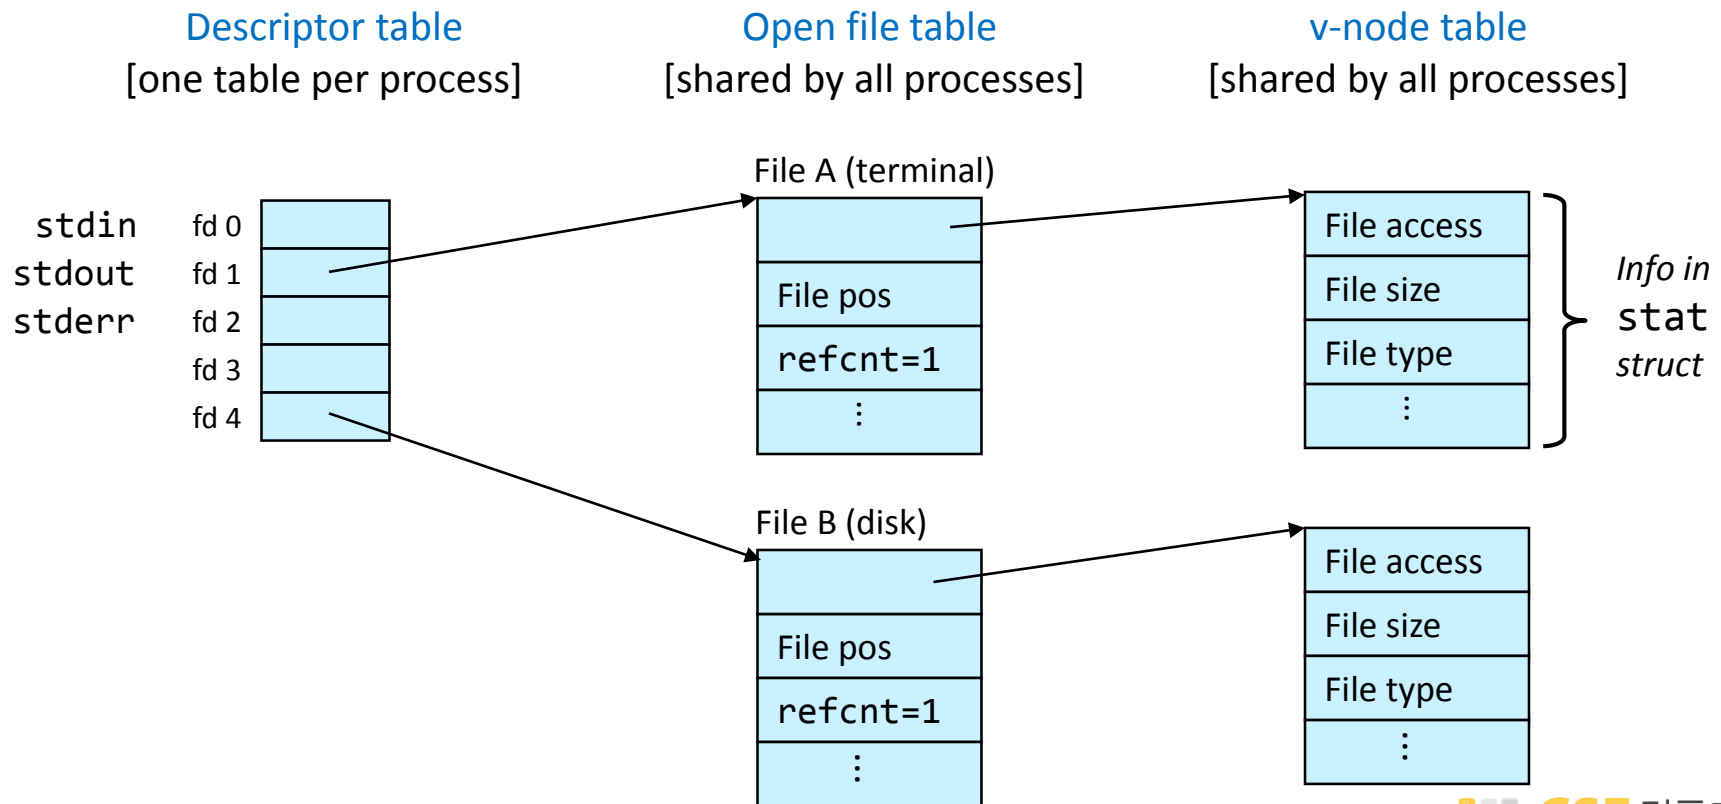 Descriptor table
[one table per process]
Open file table
[shared by all processes]
v-node table
[shared by all processes]
stdin fd 0
stdout fd 1
stderr fd 2
fd 3
fd 4
File A (terminal)
File pos
refcnt=1
⋮
File access
File size
File type
⋮
Info in
stat
struct
File B (disk)
File pos
refcnt=1
⋮
File access
File size
File type
⋮